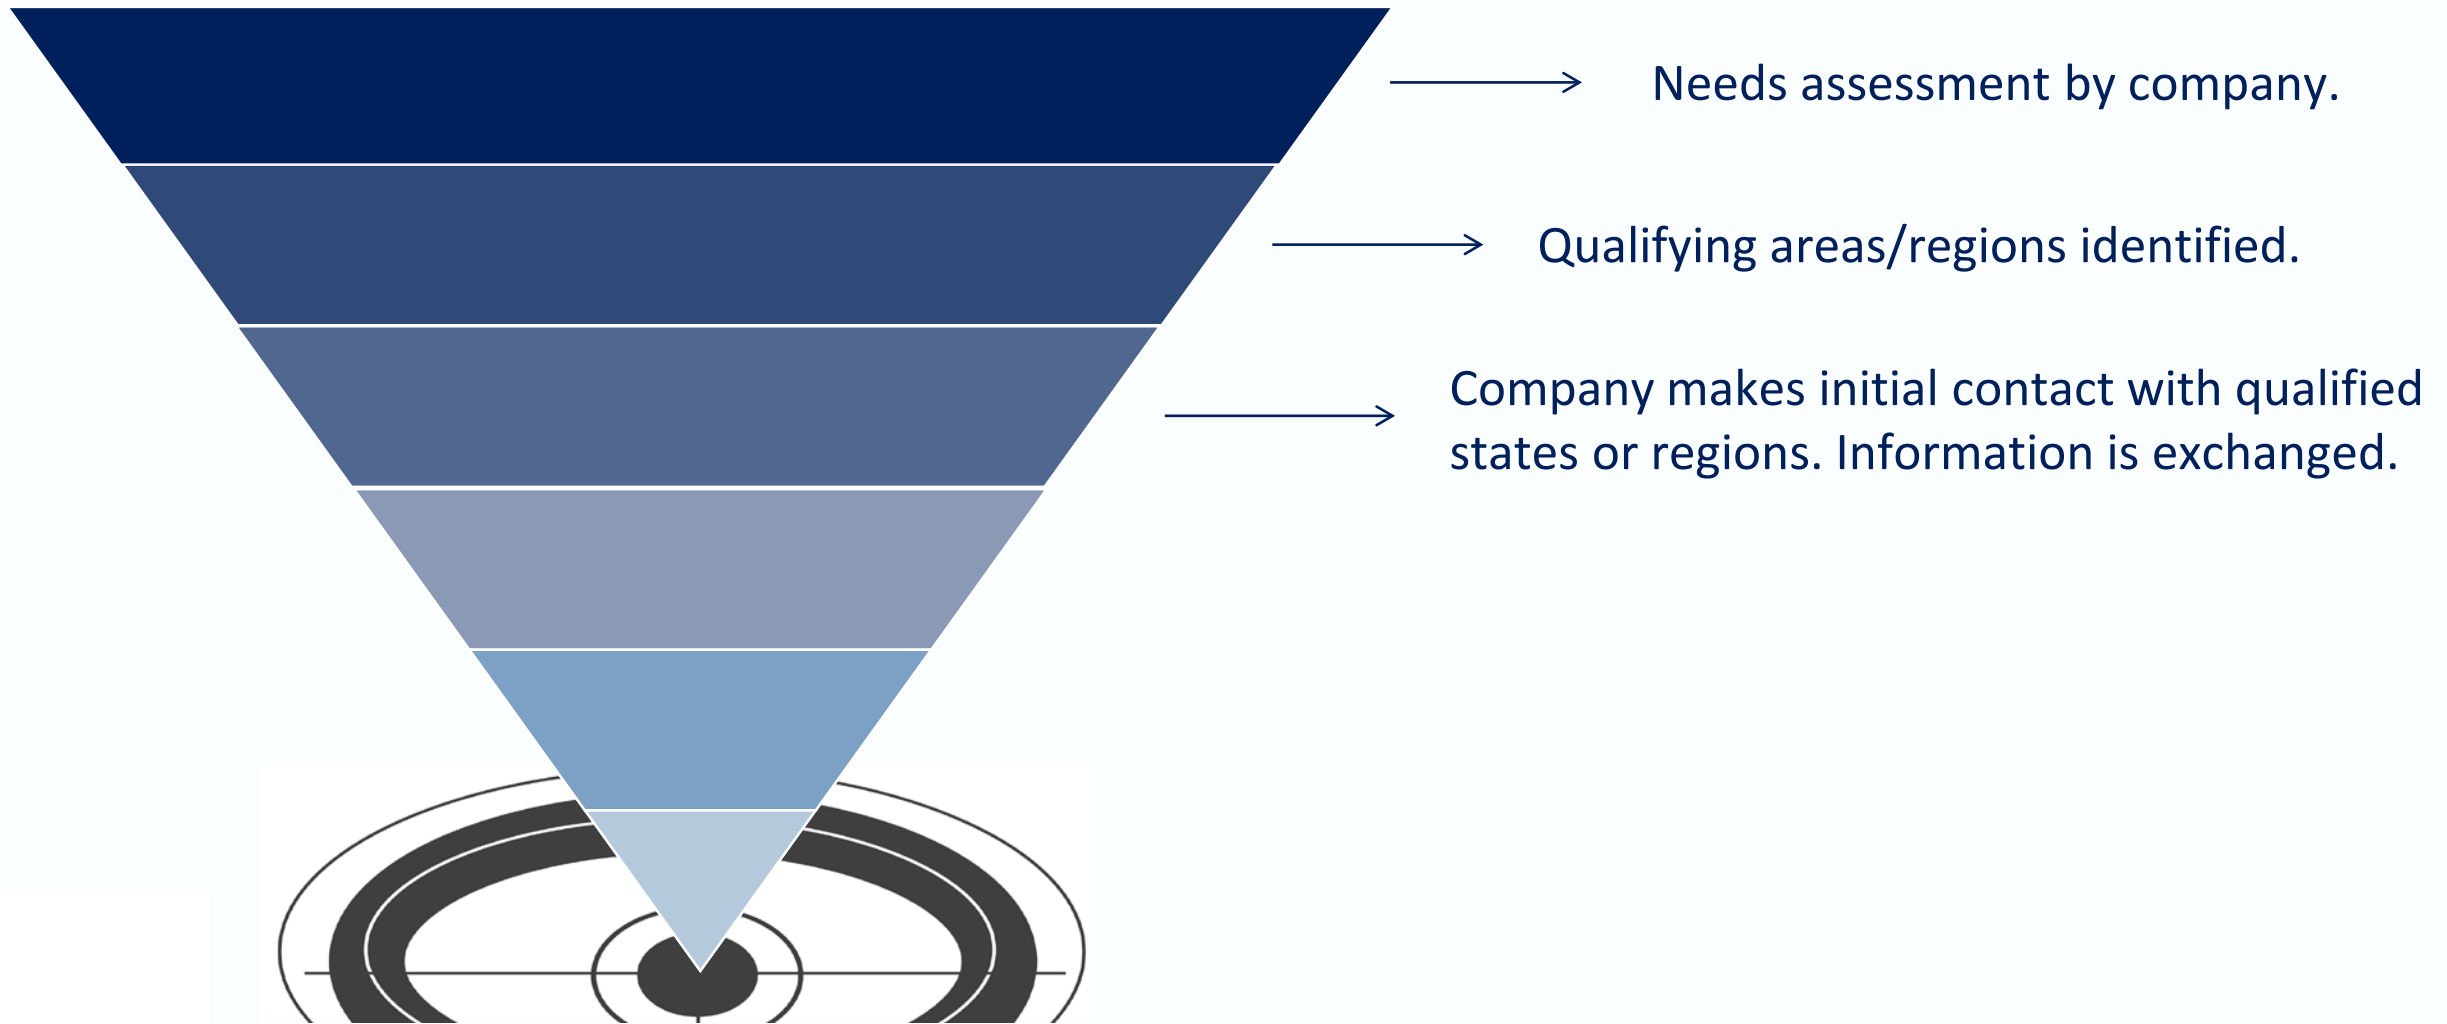 Needs assessment by company.
Qualifying areas/regions identified.
Company makes initial contact with qualified
states or regions. Information is exchanged.